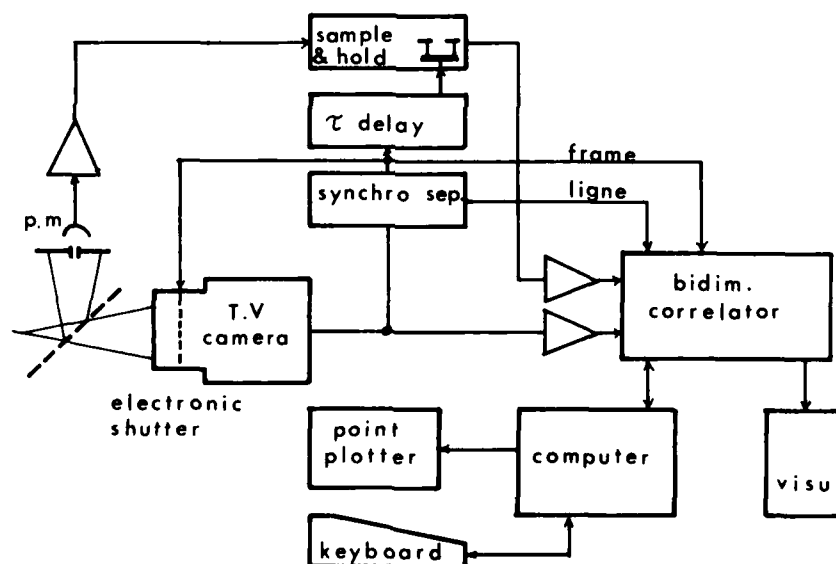 sample
& hold
τ delay
frame
synchro sep.
ligne
p.m
T.V
camera
bidim.
correlator
electronic
shutter
point
plotter
computer
visu
keyboard